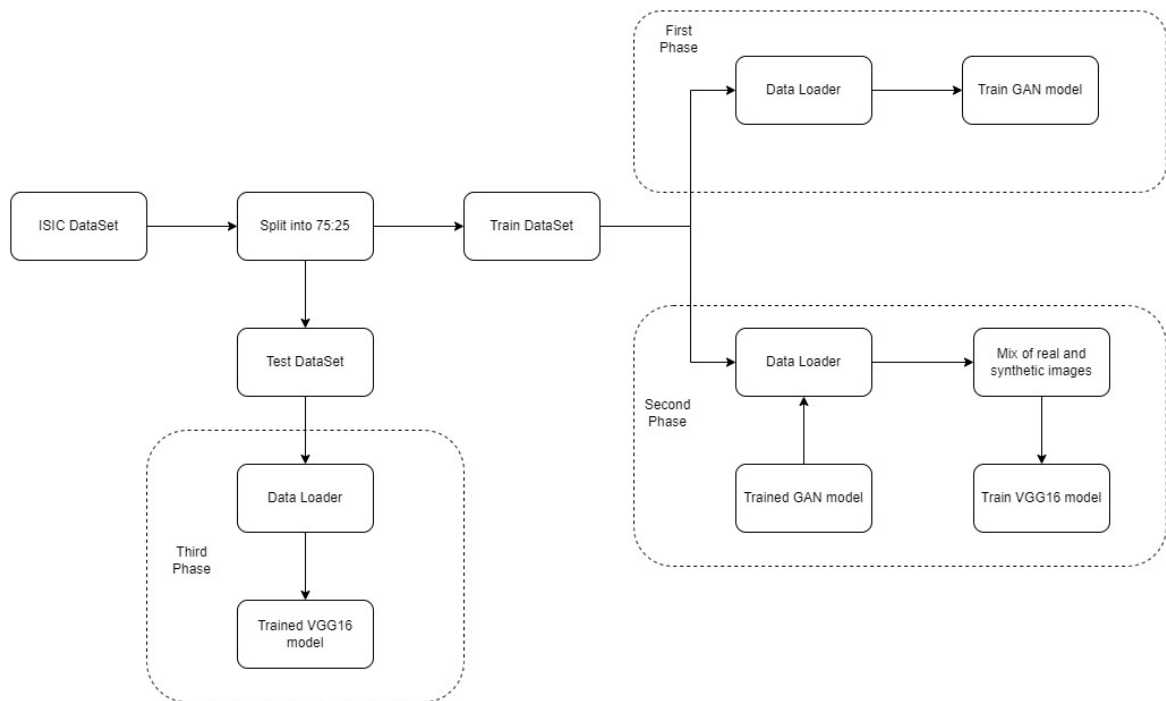 First
Phase
Data Loader
Train GAN model
ISIC DataSet
Split into 75:25
Train DataSet
Test DataSet
Data Loader
Mix of real and
synthetic images
Second
Phase
Trained GAN model
Train VGG16 model
Data Loader
Third
Phase
Trained VGG16
model